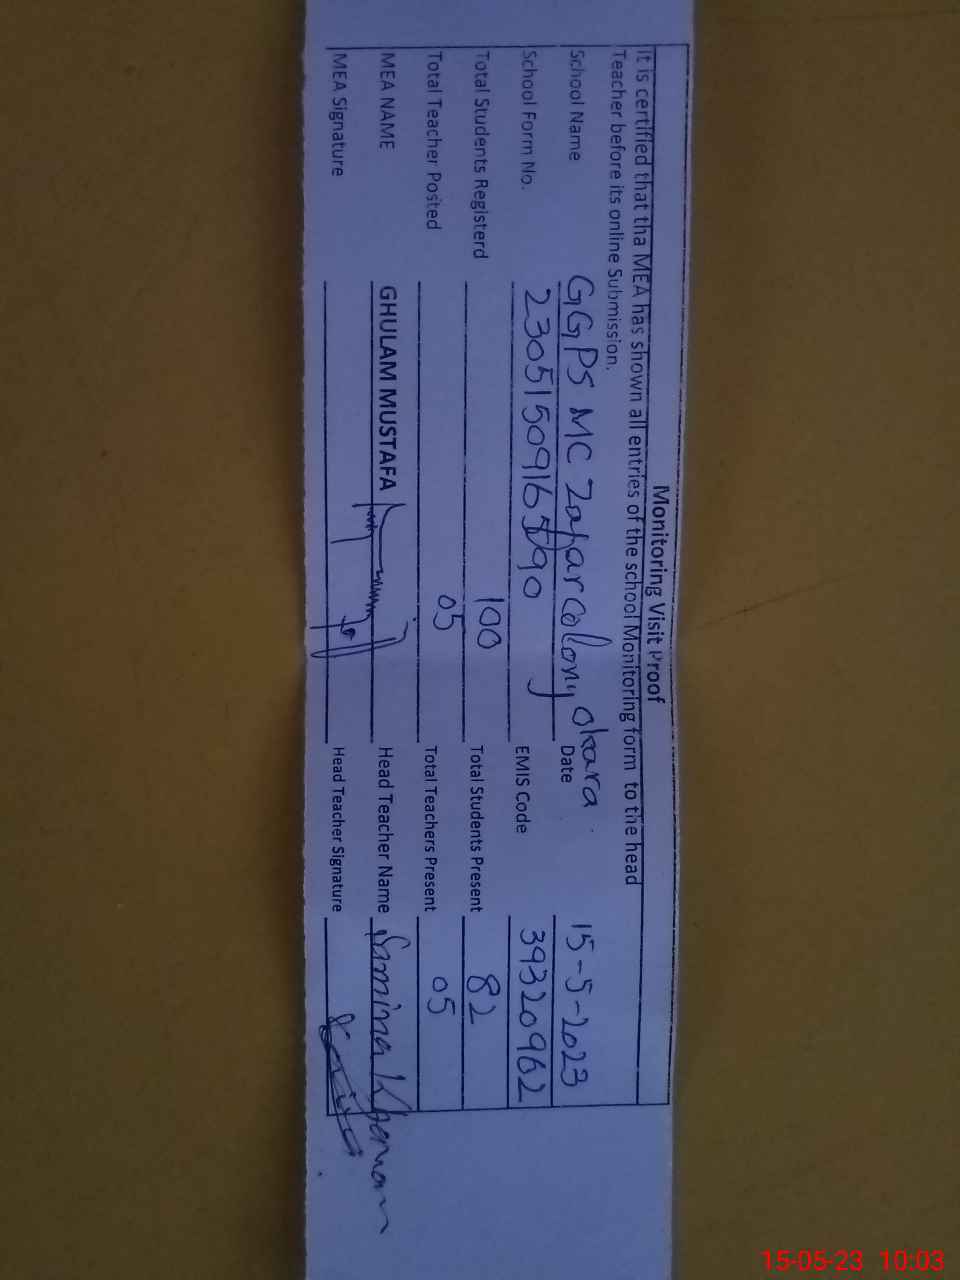 Monitoring Visit Proof
It is certified that tha MEA has shown all entries of the school Monitoring form to the head
Teacher before its online Submission.
School Name GGPS MC Zafar Colony Okara Date 15-5-2023
School Form No. EMIS Code 39320962
Total Students Registerd 100 Total Students Present 82
Total Teacher Posted 05 Total Teachers Present 05
MEA NAME GHULAM MUSTAFA Head Teacher Name Samina
MEA Signature Head Teacher Signature
15-05-23 10:03